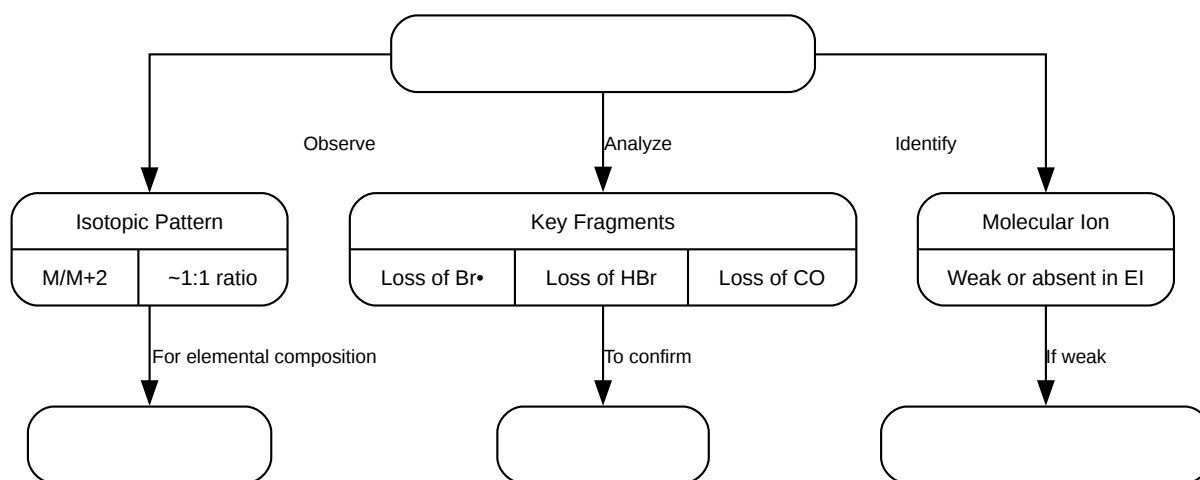 Observe
Analyze
Identify
Isotopic Pattern
M/M+2
~1:1 ratio
Key Fragments
Loss of Br•
Loss of HBr
Loss of CO
Molecular Ion
Weak or absent in EI
For elemental composition
To confirm
If weak